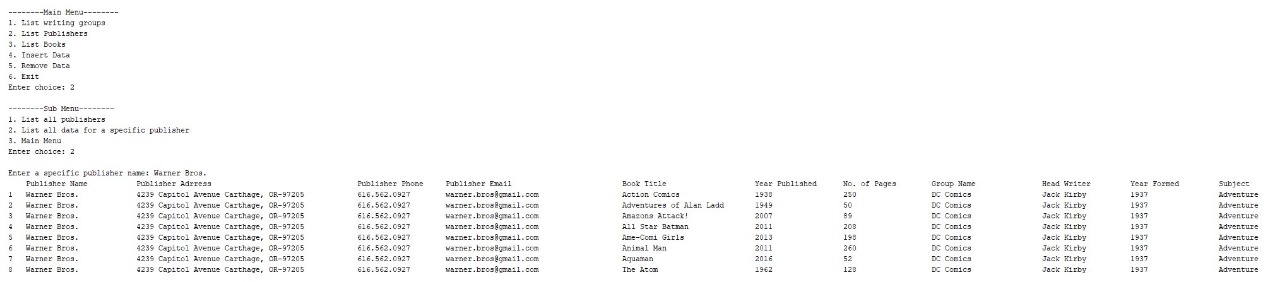 --------Main Menu--------
1. List writing groups
2. List Publishers
3. List Books
4. Insert Data
5. Remove Data
6. Exit
Enter choice: 2
--------Sub Menu--------
1. List all publishers
2. List all data for a specific publisher
3. Main Menu
Enter choice: 2
Enter a specific publisher name: Warner Bros.
Publisher Name Publisher Adrress Publisher Phone Publisher Email Book Title Year Published No. of Pages Group Name Head Writer Year Formed Subject
1 Warner Bros. 4239 Capitol Avenue Carthage, OR-97205 616.562.0927 warner.bros@gmail.com Action Comics 1938 250 DC Comics Jack Kirby 1937 Adventure
2 Warner Bros. 4239 Capitol Avenue Carthage, OR-97205 616.562.0927 warner.bros@gmail.com Adventures of Alan Ladd 1949 50 DC Comics Jack Kirby 1937 Adventure
3 Warner Bros. 4239 Capitol Avenue Carthage, OR-97205 616.562.0927 warner.bros@gmail.com Amazons Attack! 2007 89 DC Comics Jack Kirby 1937 Adventure
4 Warner Bros. 4239 Capitol Avenue Carthage, OR-97205 616.562.0927 warner.bros@gmail.com All Star Batman 2011 208 DC Comics Jack Kirby 1937 Adventure
5 Warner Bros. 4239 Capitol Avenue Carthage, OR-97205 616.562.0927 warner.bros@gmail.com Ame-Comi Girls 2013 198 DC Comics Jack Kirby 1937 Adventure
6 Warner Bros. 4239 Capitol Avenue Carthage, OR-97205 616.562.0927 warner.bros@gmail.com Animal Man 2011 260 DC Comics Jack Kirby 1937 Adventure
7 Warner Bros. 4239 Capitol Avenue Carthage, OR-97205 616.562.0927 warner.bros@gmail.com Aquaman 2016 52 DC Comics Jack Kirby 1937 Adventure
8 Warner Bros. 4239 Capitol Avenue Carthage, OR-97205 616.562.0927 warner.bros@gmail.com The Atom 1962 128 DC Comics Jack Kirby 1937 Adventure